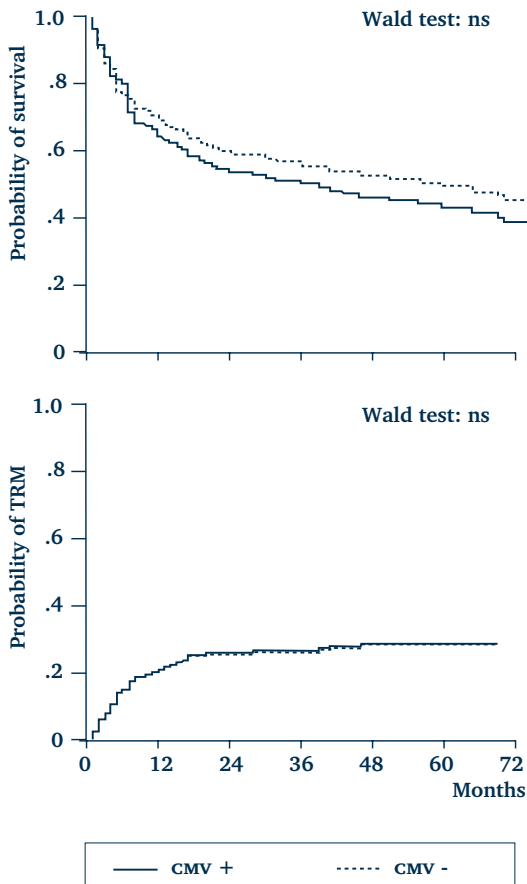 Wald test: ns
Probability of survival
1.0
.8
.6
.4
.2
0
Wald test: ns
Probability of TRM
1.0
.8
.6
.4
.2
0
0 12 24 36 48 60 72
Months
CMV + CMV -